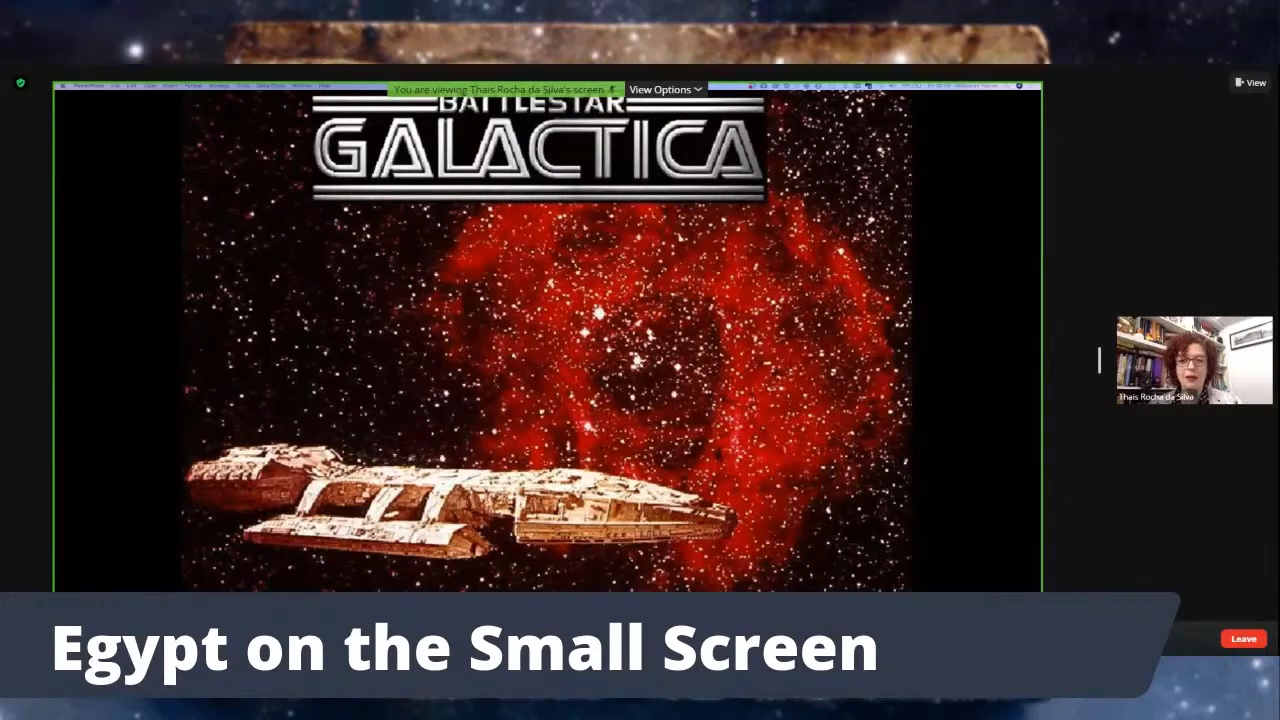 You are viewing Thais Rocha da Silva's screen
View Options
View
BATTLESTAR
GALACTICA
Thais Rocha da Silva
Egypt on the Small Screen
Leave